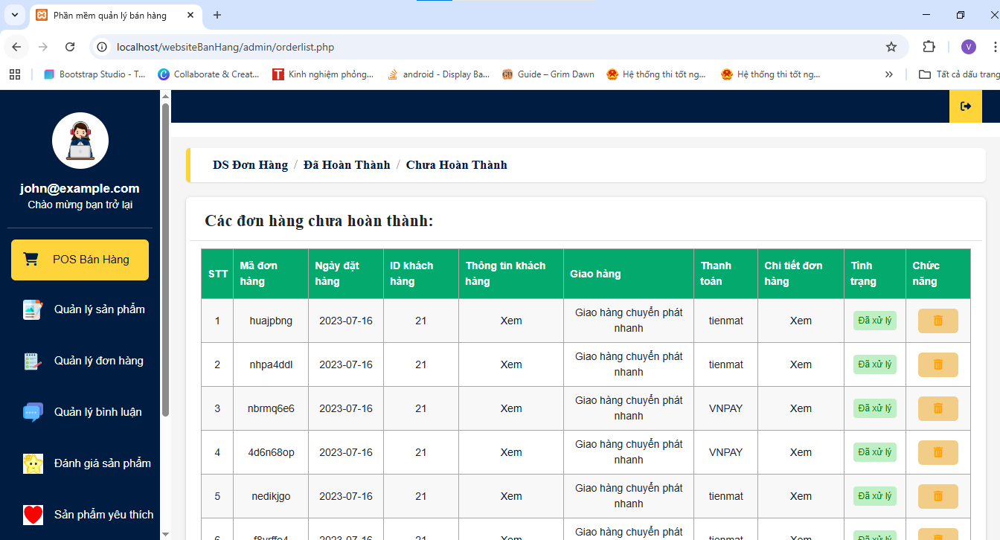 Phần mềm quản lý bán hàng
localhost/websiteBanHang/admin/orderlist.php
V
Bootstrap Studio - T...
Collaborate & Creat...
Kinh nghiệm phỏng...
android - Display Ba...
Guide – Grim Dawn
Hệ thống thi tốt ng...
Hệ thống thi tốt ng...
Tất cả dấu trang
john@example.com
Chào mừng bạn trở lại
POS Bán Hàng
Quản lý sản phẩm
Quản lý đơn hàng
Quản lý bình luận
Đánh giá sản phẩm
Sản phẩm yêu thích
DS Đơn Hàng / Đã Hoàn Thành / Chưa Hoàn Thành
Các đơn hàng chưa hoàn thành:
STT Mã đơn hàng Ngày đặt hàng ID khách hàng Thông tin khách hàng Giao hàng Thanh toán Chi tiết đơn hàng Tình trạng Chức năng
1 huajpbng 2023-07-16 21 Xem Giao hàng chuyển phát nhanh tienmat Xem Đã xử lý
2 nhpa4ddl 2023-07-16 21 Xem Giao hàng chuyển phát nhanh tienmat Xem Đã xử lý
3 nbrmq6e6 2023-07-16 21 Xem Giao hàng chuyển phát nhanh VNPAY Xem Đã xử lý
4 4d6n68op 2023-07-16 21 Xem Giao hàng chuyển phát nhanh VNPAY Xem Đã xử lý
5 nedikjgo 2023-07-16 21 Xem Giao hàng chuyển phát nhanh tienmat Xem Đã xử lý
6 2023-07-16 21 Xem Giao hàng chuyển phát tienmat Xem Đã xử lý